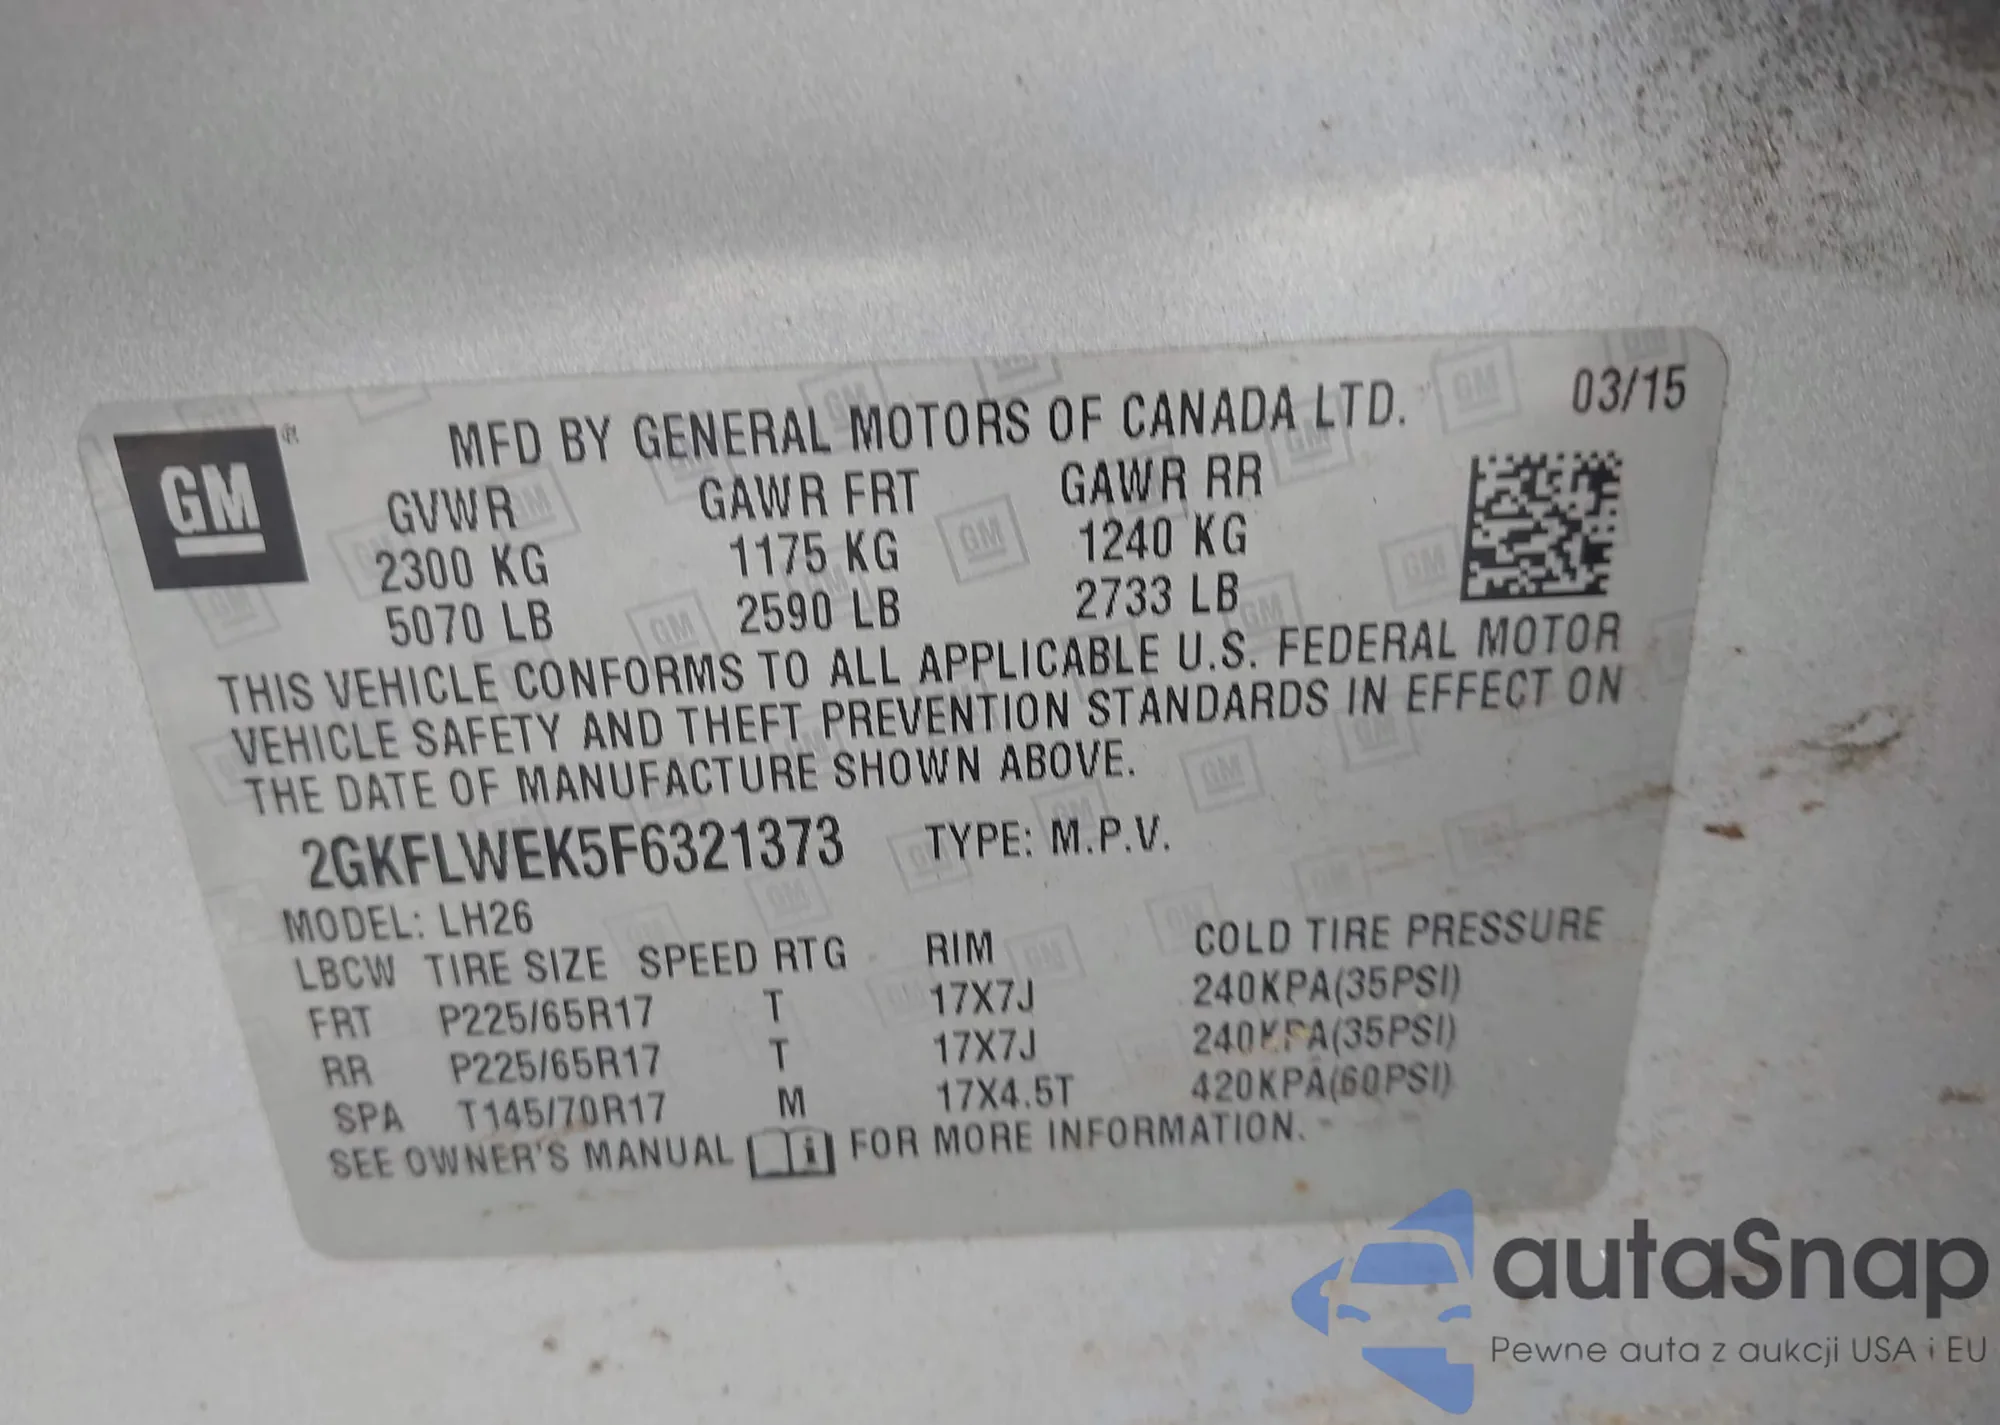 MFD BY GENERAL MOTORS OF CANADA LTD. 03/15
GM ®
GVWR GAWR FRT GAWR RR
2300 KG 1175 KG 1240 KG
5070 LB 2590 LB 2733 LB
THIS VEHICLE CONFORMS TO ALL APPLICABLE U.S. FEDERAL MOTOR
VEHICLE SAFETY AND THEFT PREVENTION STANDARDS IN EFFECT ON
THE DATE OF MANUFACTURE SHOWN ABOVE.
2GKFLWEK5F6321373 TYPE: M.P.V.
MODEL: LH26
LBCW TIRE SIZE SPEED RTG RIM COLD TIRE PRESSURE
FRT P225/65R17 T 17X7J 240KPA(35PSI)
RR P225/65R17 T 17X7J 240KPA(35PSI)
SPA T145/70R17 M 17X4.5T 420KPA(60PSI)
SEE OWNER'S MANUAL i FOR MORE INFORMATION.
autaSnap
Pewne auta z aukcji USA i EU